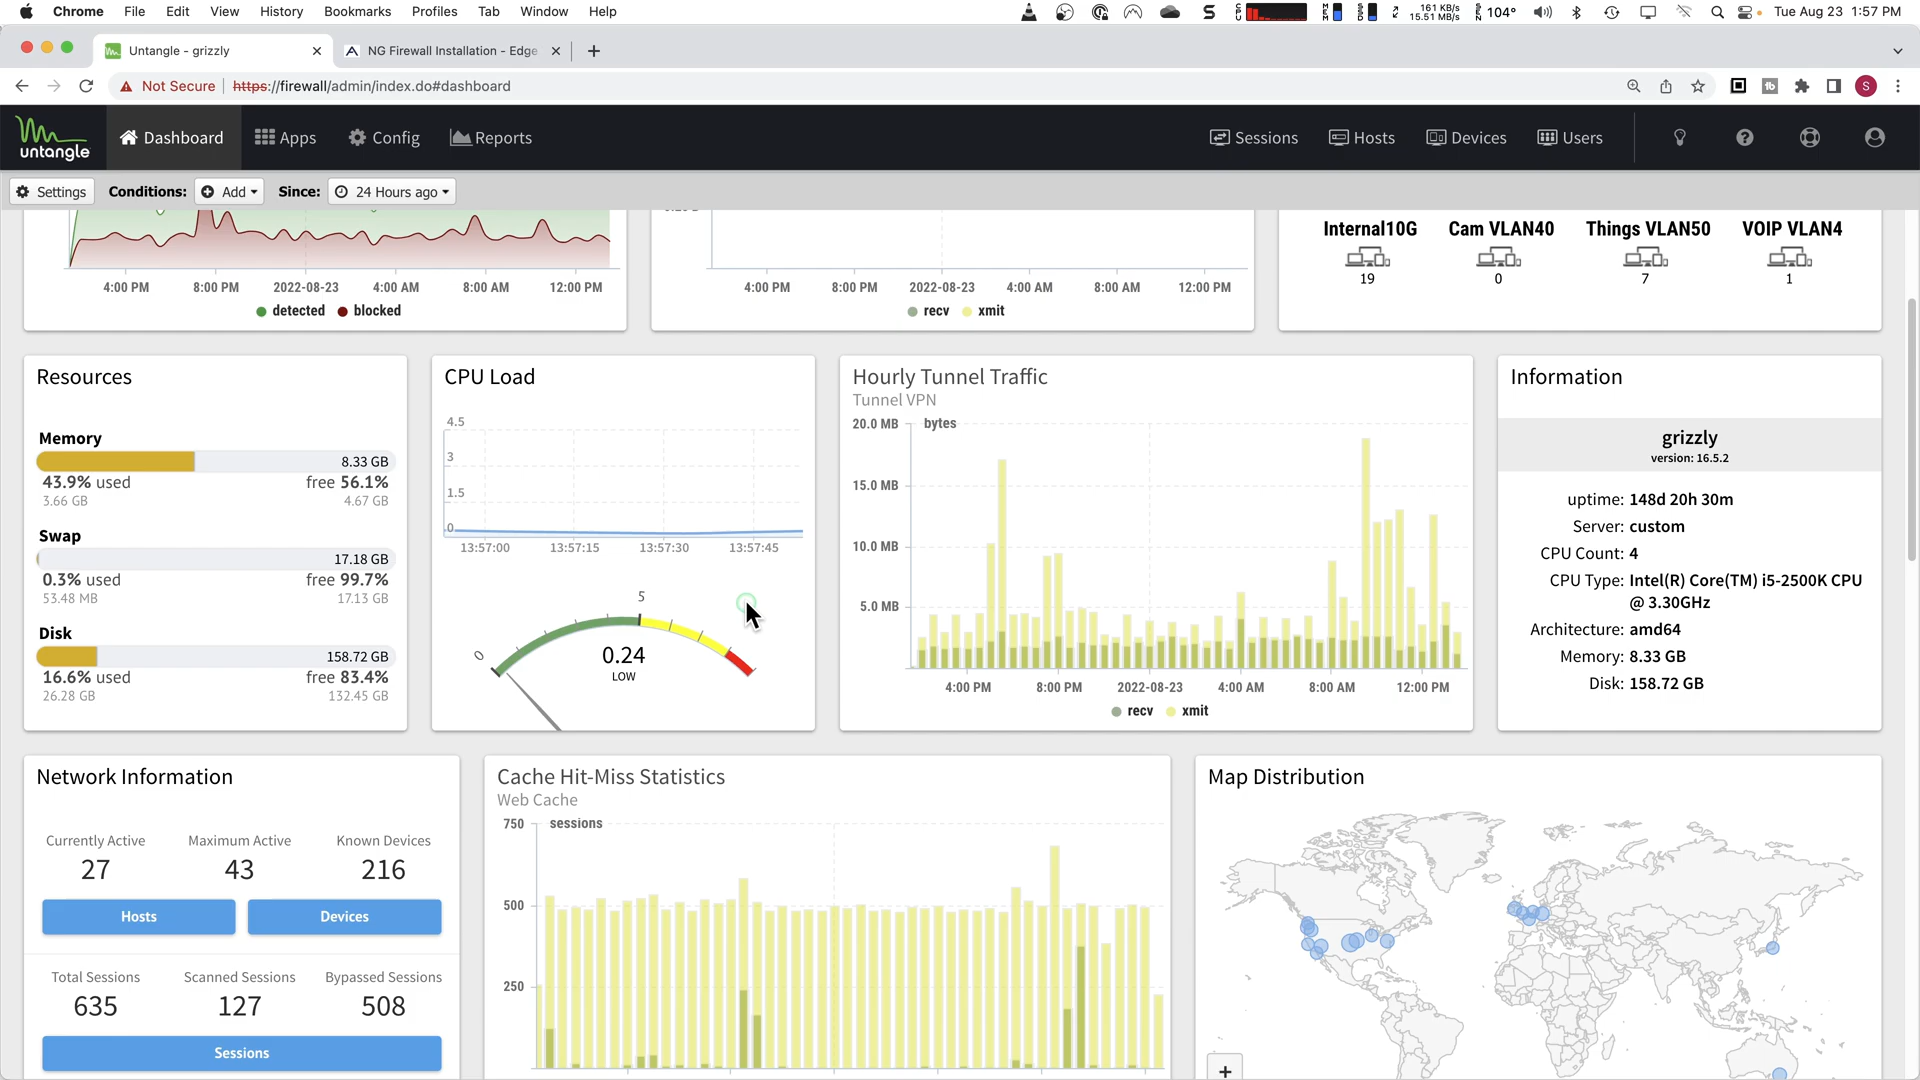 Chrome File Edit View History Bookmarks Profiles Tab Window Help
161 KB/s
15.51 MB/s
104°
Tue Aug 23 1:57 PM
Untangle - grizzly
NG Firewall Installation - Edge
Not Secure https://firewall/admin/index.do#dashboard
untangle
Dashboard Apps Config Reports Sessions Hosts Devices Users
Settings Conditions: Add Since: 24 Hours ago
4:00 PM 8:00 PM 2022-08-23 4:00 AM 8:00 AM 12:00 PM
detected blocked
4:00 PM 8:00 PM 2022-08-23 4:00 AM 8:00 AM 12:00 PM
recv xmit
Internal10G Cam VLAN40 Things VLAN50 VOIP VLAN4
19 0 7 1
Resources
Memory
8.33 GB
43.9% used free 56.1%
3.66 GB 4.67 GB
Swap
17.18 GB
0.3% used free 99.7%
53.48 MB 17.13 GB
Disk
158.72 GB
16.6% used free 83.4%
26.28 GB 132.45 GB
CPU Load
4.5
3
1.5
0
13:57:00 13:57:15 13:57:30 13:57:45
0 5
0.24
LOW
Hourly Tunnel Traffic
Tunnel VPN
20.0 MB bytes
15.0 MB
10.0 MB
5.0 MB
4:00 PM 8:00 PM 2022-08-23 4:00 AM 8:00 AM 12:00 PM
recv xmit
Information
grizzly
version: 16.5.2
uptime: 148d 20h 30m
Server: custom
CPU Count: 4
CPU Type: Intel(R) Core(TM) i5-2500K CPU
@ 3.30GHz
Architecture: amd64
Memory: 8.33 GB
Disk: 158.72 GB
Network Information
Currently Active Maximum Active Known Devices
27 43 216
Hosts Devices
Total Sessions Scanned Sessions Bypassed Sessions
635 127 508
Sessions
Cache Hit-Miss Statistics
Web Cache
750 sessions
500
250
Map Distribution
+